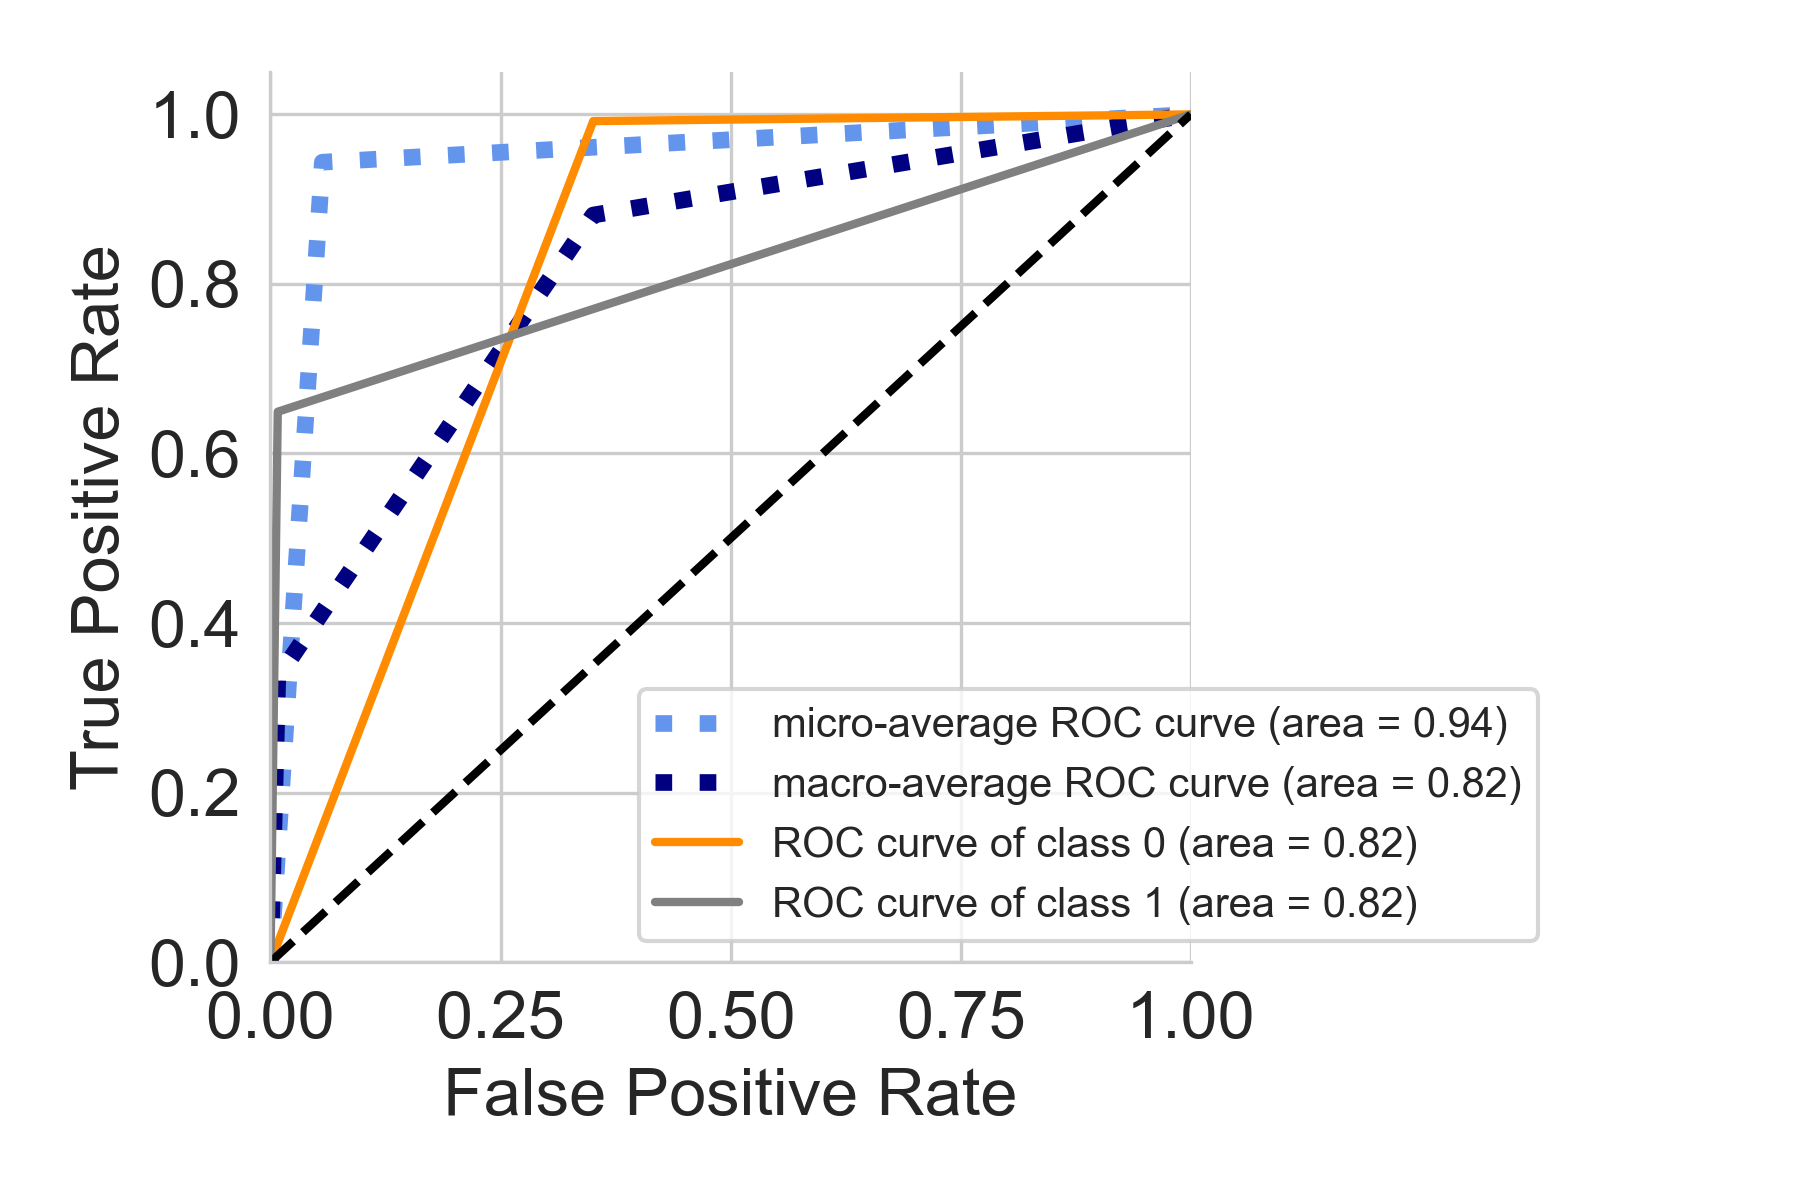 1.0
0.8
0.6
0.4
0.2
0.0
True Positive Rate
0.00 0.25 0.50 0.75 1.00
False Positive Rate
micro-average ROC curve (area = 0.94)
macro-average ROC curve (area = 0.82)
ROC curve of class 0 (area = 0.82)
ROC curve of class 1 (area = 0.82)